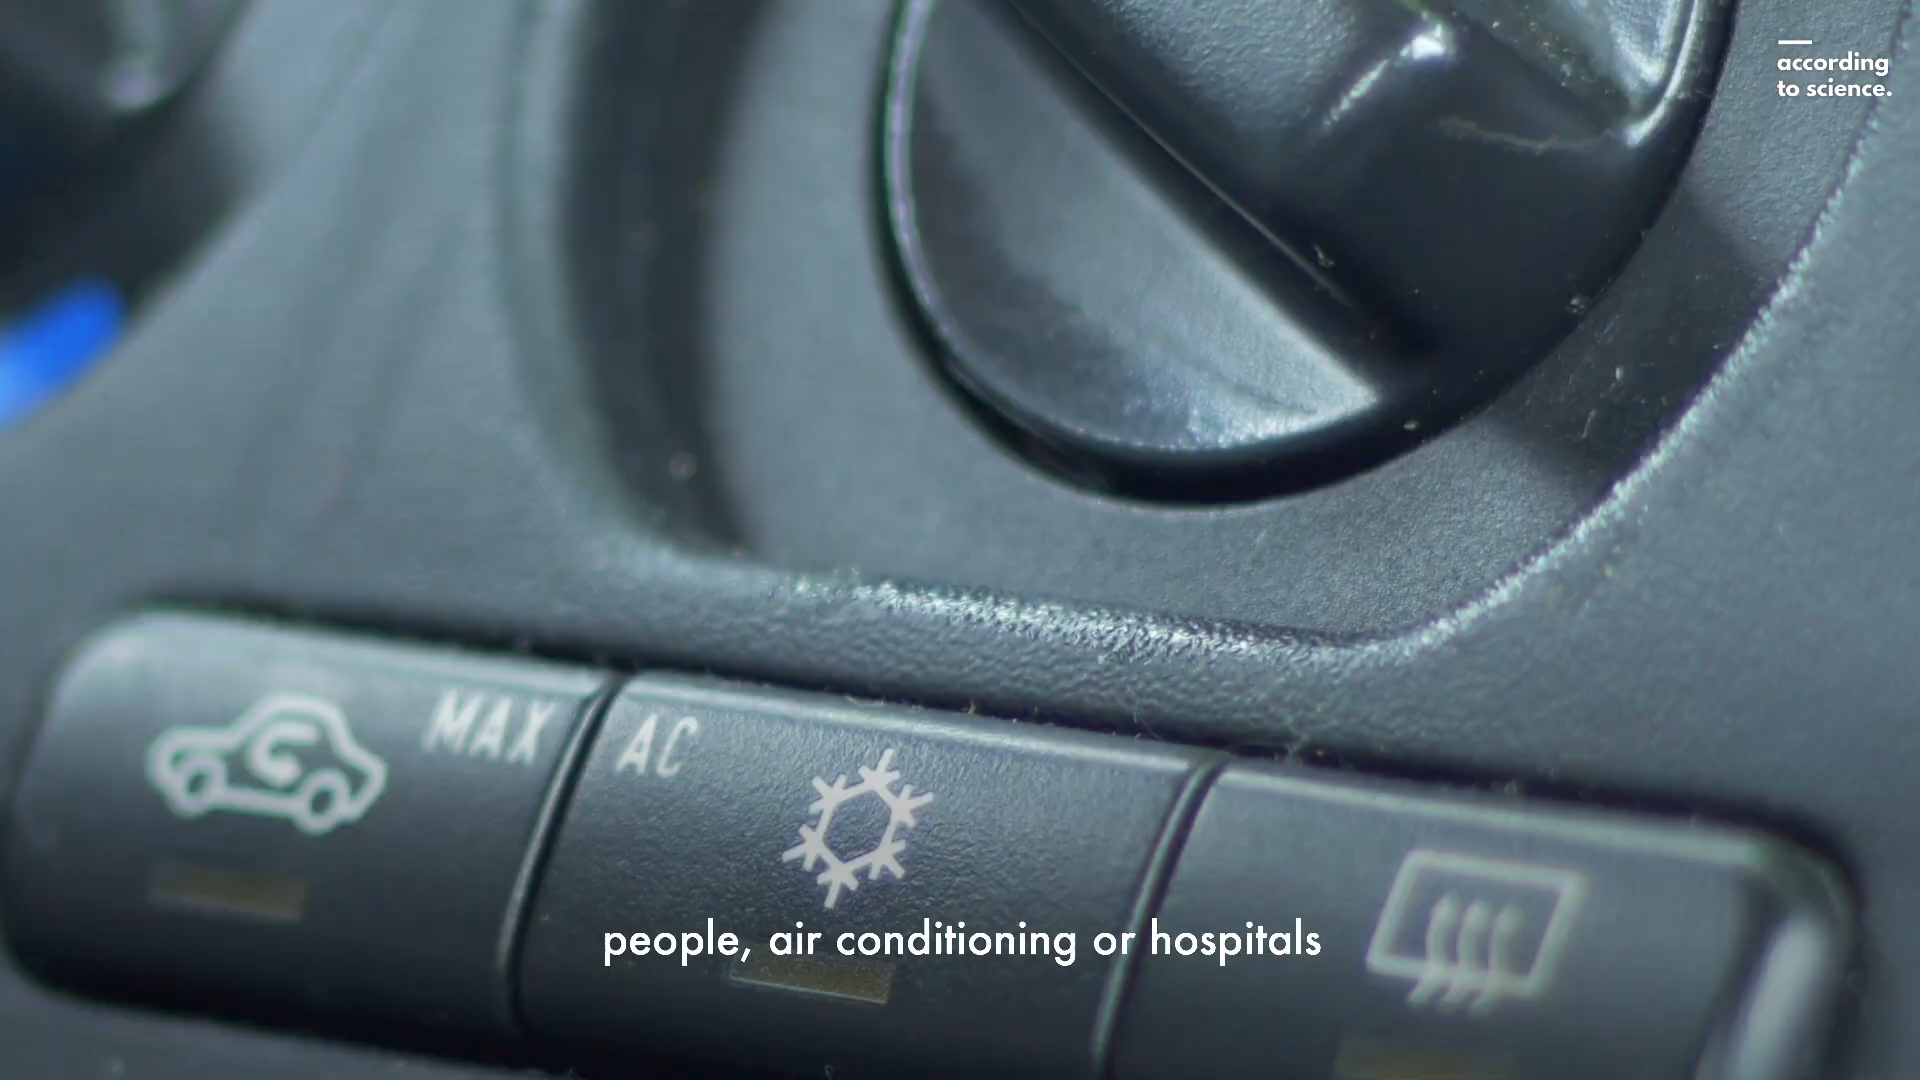 according
to science.
MAX
AC
people, air conditioning or hospitals